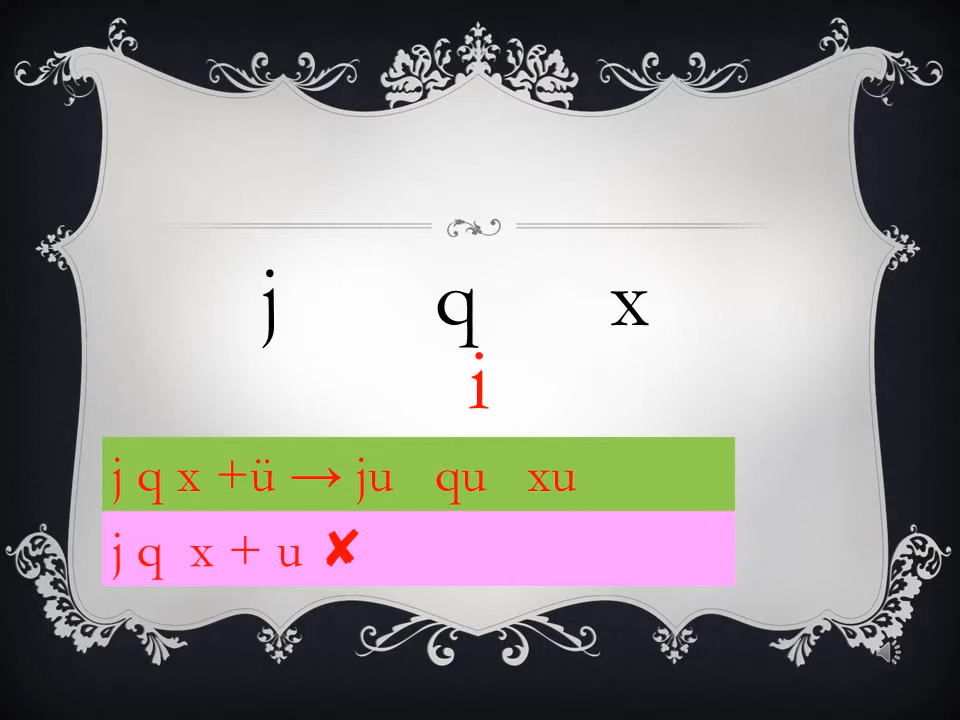 j q x
i
j q x +ü → ju qu xu
j q x + u ✘